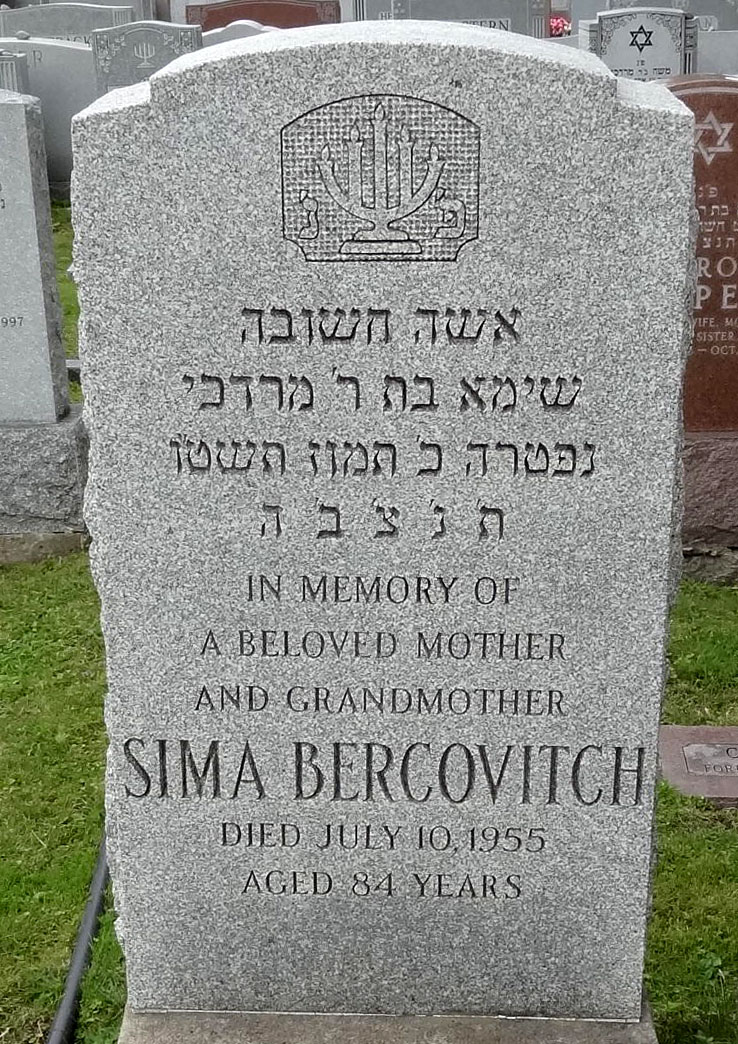 פ נ
אשה חשובה
שימא בת ר' מרדכי
נפטרה כ' תמוז תשט"ו
ת' נ' צ' ב' ה
IN MEMORY OF
A BELOVED MOTHER
AND GRANDMOTHER
SIMA BERCOVITCH
DIED JULY 10, 1955
AGED 84 YEARS
1997